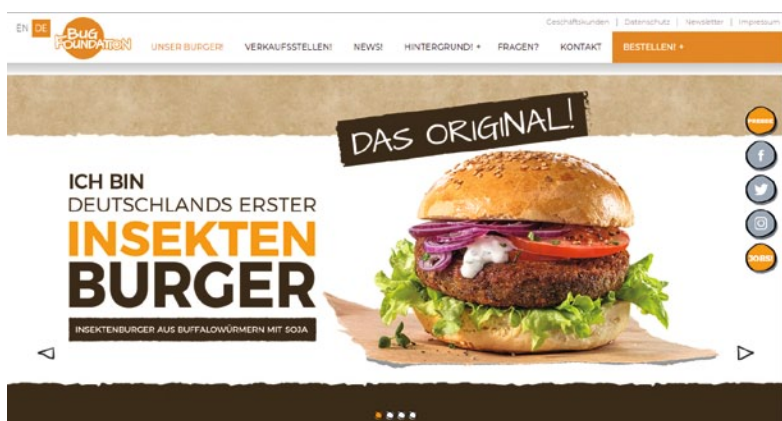 Geschäftskunden | Datenschutz | Newsletter | Impressum
EN DE
BUG
FOUNDATION
UNSER BURGER! VERKAUFSSTELLEN! NEWS! HINTERGRUND! + FRAGEN? KONTAKT BESTELLEN! +
DAS ORIGINAL!
PRESSE!
ICH BIN
DEUTSCHLANDS ERSTER
INSEKTEN
BURGER
INSEKTENBURGER AUS BUFFALOWÜRMERN MIT SOJA
JOBS!